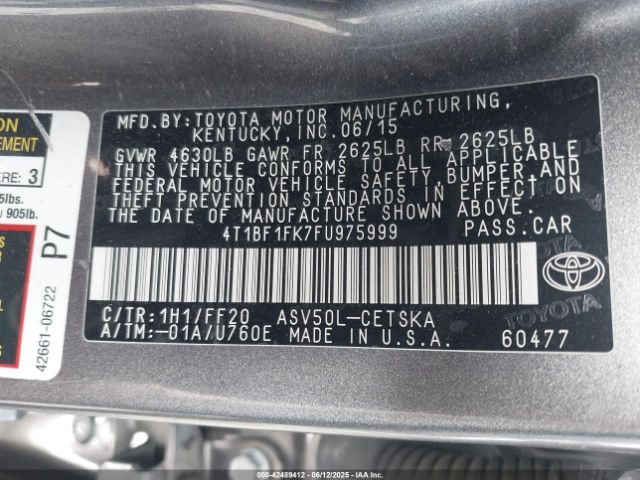 ON
EMENT
ERE: 3
5lbs.
905lb.
P7
42661-06722
MFD.BY:TOYOTA MOTOR MANUFACTURING,
KENTUCKY, INC.06/15
GVWR 4630LB GAWR FR 2625LB RR 2625LB
THIS VEHICLE CONFORMS TO ALL APPLICABLE
FEDERAL MOTOR VEHICLE SAFETY, BUMPER,AND
THEFT PREVENTION STANDARDS IN EFFECT ON
THE DATE OF MANUFACTURE SHOWN ABOVE.
4T1BF1FK7FU975999 PASS.CAR
TOYOTA
C/TR:1H1/FF20 ASV50L-CETSKA
A/TM:-01A/U760E MADE IN U.S.A. 60477
000-42489412 - 06/12/2025 - IAAI.COM